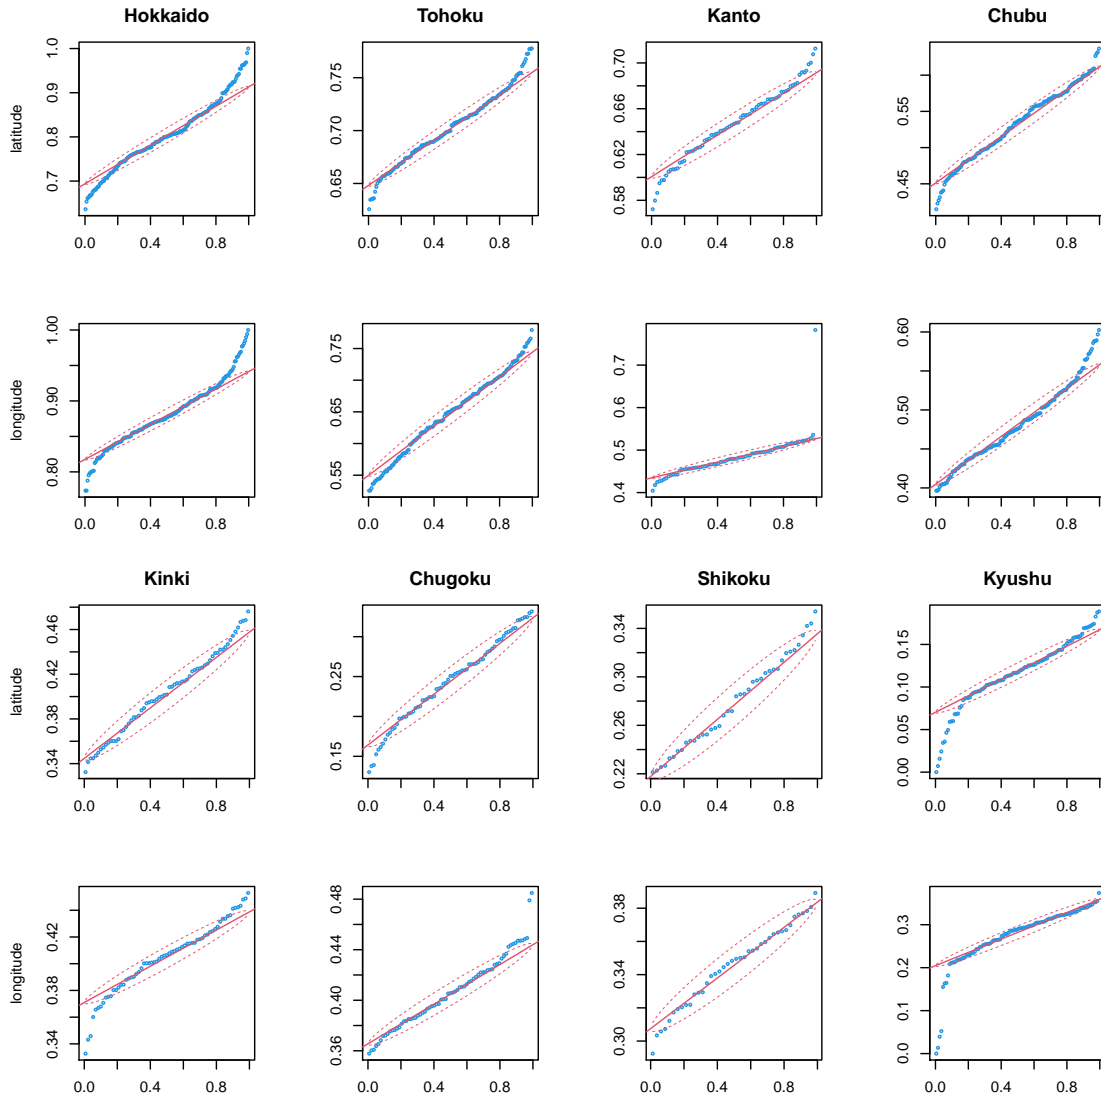 Hokkaido Tohoku Kanto Chubu
latitude
0.7 0.8 0.9 1.0
0.0 0.4 0.8
0.65 0.70 0.75
0.0 0.4 0.8
0.58 0.62 0.66 0.70
0.0 0.4 0.8
0.45 0.55
0.0 0.4 0.8
longitude
0.80 0.90 1.00
0.0 0.4 0.8
0.55 0.65 0.75
0.0 0.4 0.8
0.4 0.5 0.6 0.7
0.0 0.4 0.8
0.40 0.50 0.60
0.0 0.4 0.8
Kinki Chugoku Shikoku Kyushu
latitude
0.34 0.38 0.42 0.46
0.0 0.4 0.8
0.15 0.25
0.0 0.4 0.8
0.22 0.26 0.30 0.34
0.0 0.4 0.8
0.00 0.05 0.10 0.15
0.0 0.4 0.8
longitude
0.34 0.38 0.42
0.0 0.4 0.8
0.36 0.40 0.44 0.48
0.0 0.4 0.8
0.30 0.34 0.38
0.0 0.4 0.8
0.0 0.2 0.3
0.0 0.4 0.8